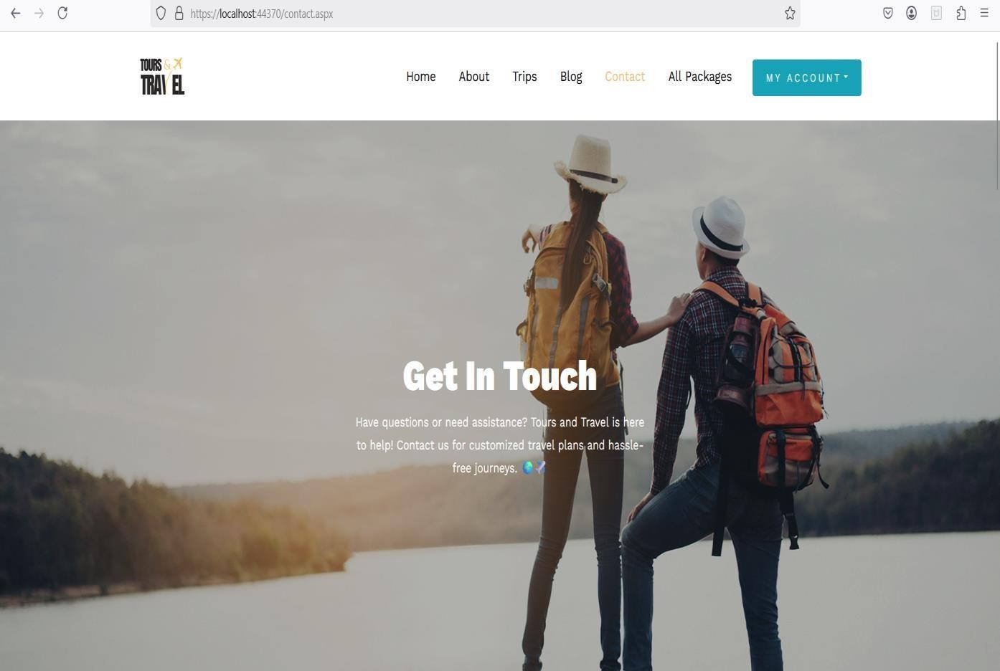 https://localhost:44370/contact.aspx
TOURS &
TRAVEL
Home About Trips Blog Contact All Packages MY ACCOUNT
Get In Touch
Have questions or need assistance? Tours and Travel is here
to help! Contact us for customized travel plans and hassle-
free journeys. 🌍✈️